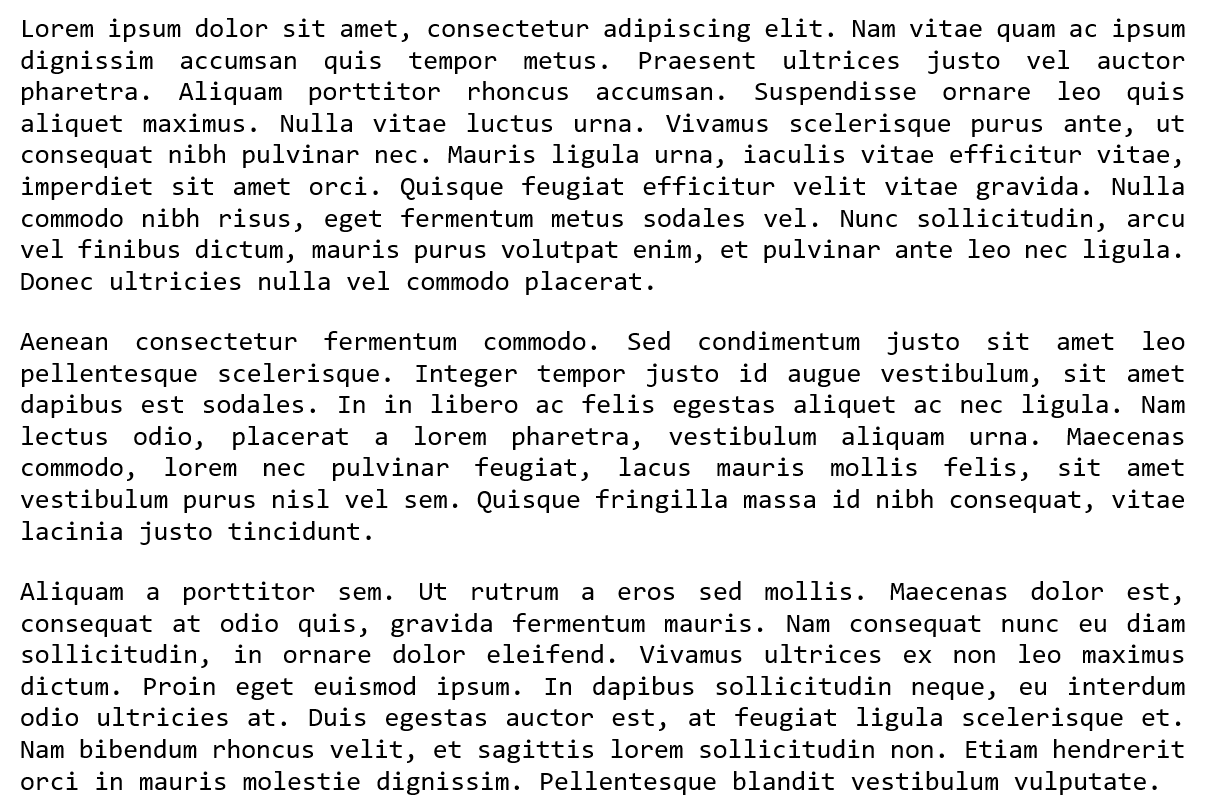 Lorem ipsum dolor sit amet, consectetur adipiscing elit. Nam vitae quam ac ipsum
dignissim accumsan quis tempor metus. Praesent ultrices justo vel auctor
pharetra. Aliquam porttitor rhoncus accumsan. Suspendisse ornare leo quis
aliquet maximus. Nulla vitae luctus urna. Vivamus scelerisque purus ante, ut
consequat nibh pulvinar nec. Mauris ligula urna, iaculis vitae efficitur vitae,
imperdiet sit amet orci. Quisque feugiat efficitur velit vitae gravida. Nulla
commodo nibh risus, eget fermentum metus sodales vel. Nunc sollicitudin, arcu
vel finibus dictum, mauris purus volutpat enim, et pulvinar ante leo nec ligula.
Donec ultricies nulla vel commodo placerat.

Aenean consectetur fermentum commodo. Sed condimentum justo sit amet leo
pellentesque scelerisque. Integer tempor justo id augue vestibulum, sit amet
dapibus est sodales. In in libero ac felis egestas aliquet ac nec ligula. Nam
lectus odio, placerat a lorem pharetra, vestibulum aliquam urna. Maecenas
commodo, lorem nec pulvinar feugiat, lacus mauris mollis felis, sit amet
vestibulum purus nisl vel sem. Quisque fringilla massa id nibh consequat, vitae
lacinia justo tincidunt.

Aliquam a porttitor sem. Ut rutrum a eros sed mollis. Maecenas dolor est,
consequat at odio quis, gravida fermentum mauris. Nam consequat nunc eu diam
sollicitudin, in ornare dolor eleifend. Vivamus ultrices ex non leo maximus
dictum. Proin eget euismod ipsum. In dapibus sollicitudin neque, eu interdum
odio ultricies at. Duis egestas auctor est, at feugiat ligula scelerisque et.
Nam bibendum rhoncus velit, et sagittis lorem sollicitudin non. Etiam hendrerit
orci in mauris molestie dignissim. Pellentesque blandit vestibulum vulputate.